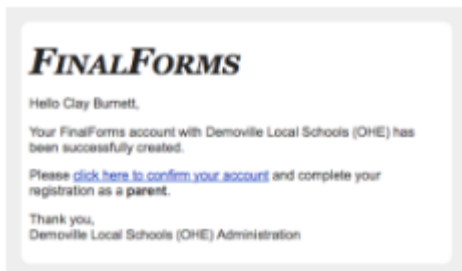 FINALFORMS
Hello Clay Burnett,
Your FinalForms account with Demoville Local Schools (OHE) has
been successfully created.
Please click here to confirm your account and complete your
registration as a parent.
Thank you,
Demoville Local Schools (OHE) Administration